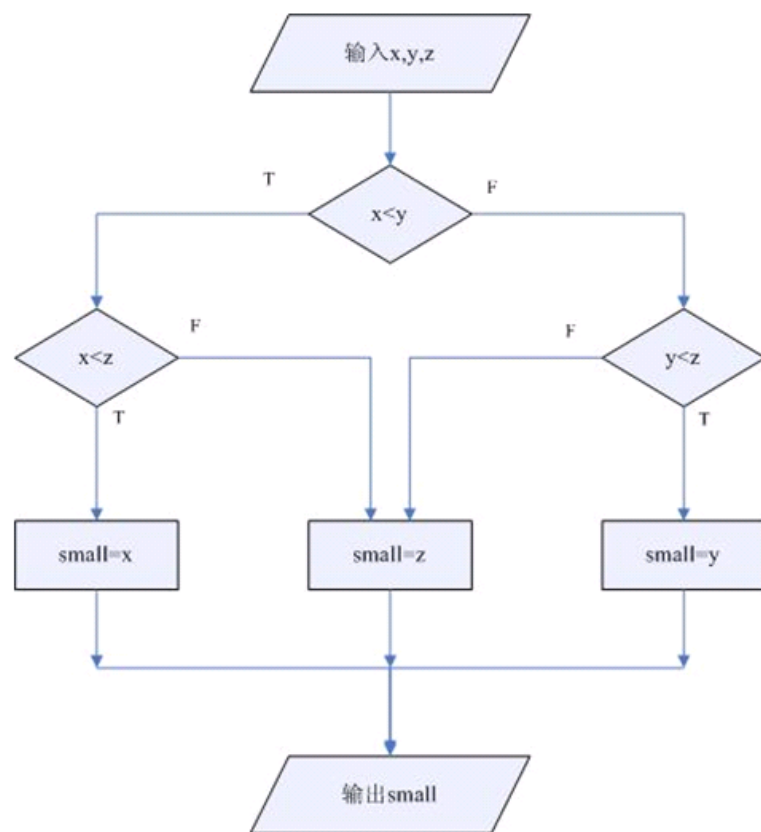 输入x,y,z
T
F
x<y
F
F
x<z
y<z
T
T
small=x
small=z
small=y
输出small